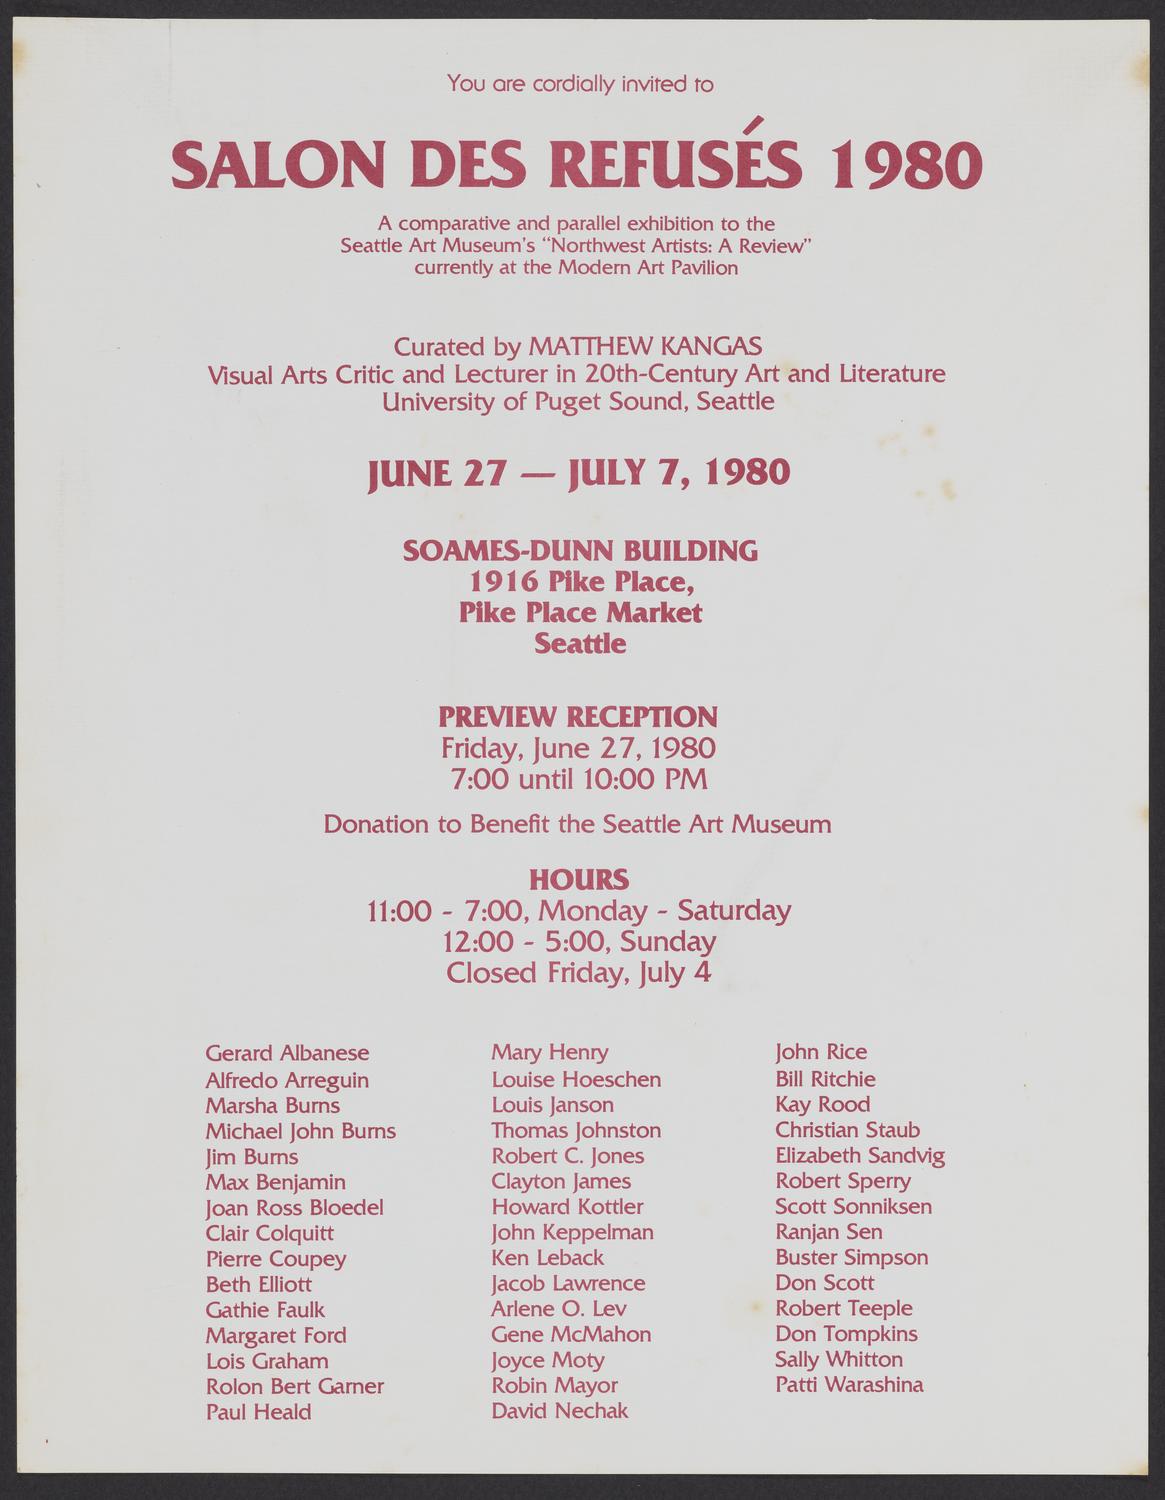 You are cordially invited to
SALON DES REFUSÉS 1980
A comparative and parallel exhibition to the
Seattle Art Museum's "Northwest Artists: A Review"
currently at the Modern Art Pavilion
Curated by MATTHEW KANGAS
Visual Arts Critic and Lecturer in 20th-Century Art and Literature
University of Puget Sound, Seattle
JUNE 27 — JULY 7, 1980
SOAMES-DUNN BUILDING
1916 Pike Place,
Pike Place Market
Seattle
PREVIEW RECEPTION
Friday, June 27, 1980
7:00 until 10:00 PM
Donation to Benefit the Seattle Art Museum
HOURS
11:00 - 7:00, Monday - Saturday
12:00 - 5:00, Sunday
Closed Friday, July 4
Gerard Albanese
Alfredo Arreguin
Marsha Burns
Michael John Burns
Jim Burns
Max Benjamin
Joan Ross Bloedel
Clair Colquitt
Pierre Coupey
Beth Elliott
Gathie Faulk
Margaret Ford
Lois Graham
Rolon Bert Garner
Paul Heald
Mary Henry
Louise Hoeschen
Louis Janson
Thomas Johnston
Robert C. Jones
Clayton James
Howard Kottler
John Keppelman
Ken Leback
Jacob Lawrence
Arlene O. Lev
Gene McMahon
Joyce Moty
Robin Mayor
David Nechak
John Rice
Bill Ritchie
Kay Rood
Christian Staub
Elizabeth Sandvig
Robert Sperry
Scott Sonniksen
Ranjan Sen
Buster Simpson
Don Scott
Robert Teeple
Don Tompkins
Sally Whitton
Patti Warashina